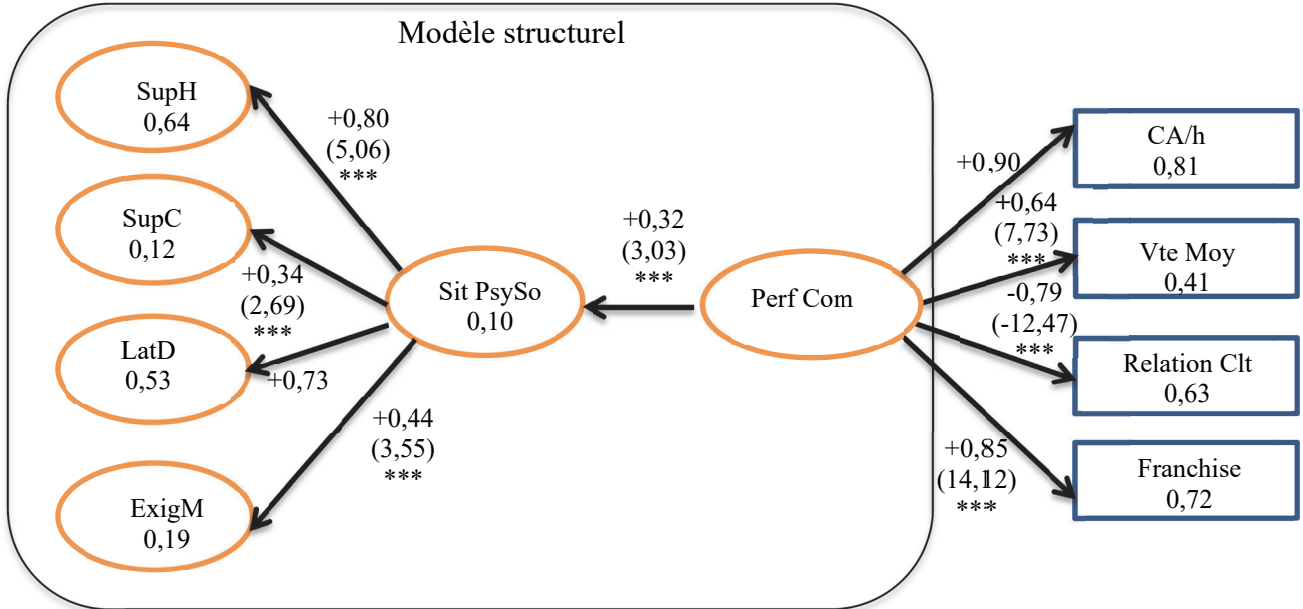 Modèle structurel
SupH
0,64
+0,80
(5,06)
***
SupC
0,12
+0,34
(2,69)
***
LatD
0,53
+0,73
+0,44
(3,55)
***
ExigM
0,19
Sit PsySo
0,10
+0,32
(3,03)
***
Perf Com
+0,90
CA/h
0,81
+0,64
(7,73)
***
Vte Moy
0,41
-0,79
(-12,47)
***
Relation Clt
0,63
+0,85
(14,12)
***
Franchise
0,72